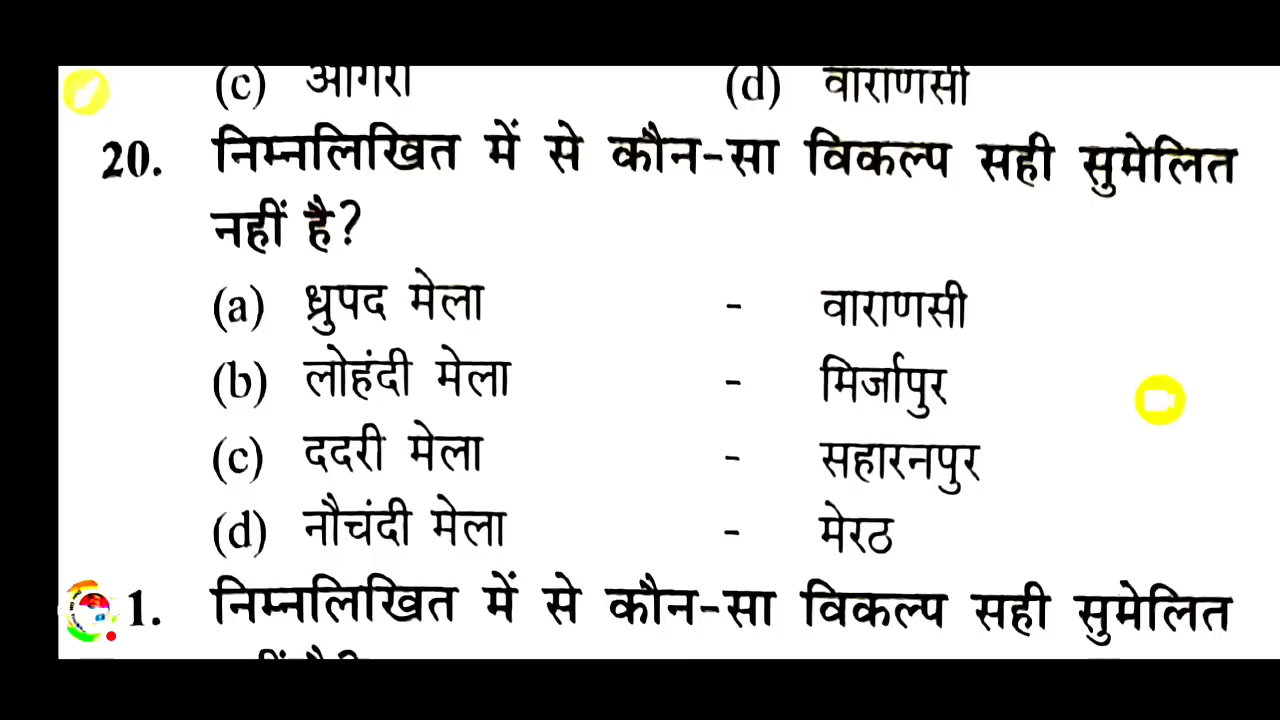 (c) आगरा (d) वाराणसी
20. निम्नलिखित में से कौन-सा विकल्प सही सुमेलित
नहीं है?
(a) ध्रुपद मेला - वाराणसी
(b) लोहंदी मेला - मिर्जापुर
(c) ददरी मेला - सहारनपुर
(d) नौचंदी मेला - मेरठ
1. निम्नलिखित में से कौन-सा विकल्प सही सुमेलित